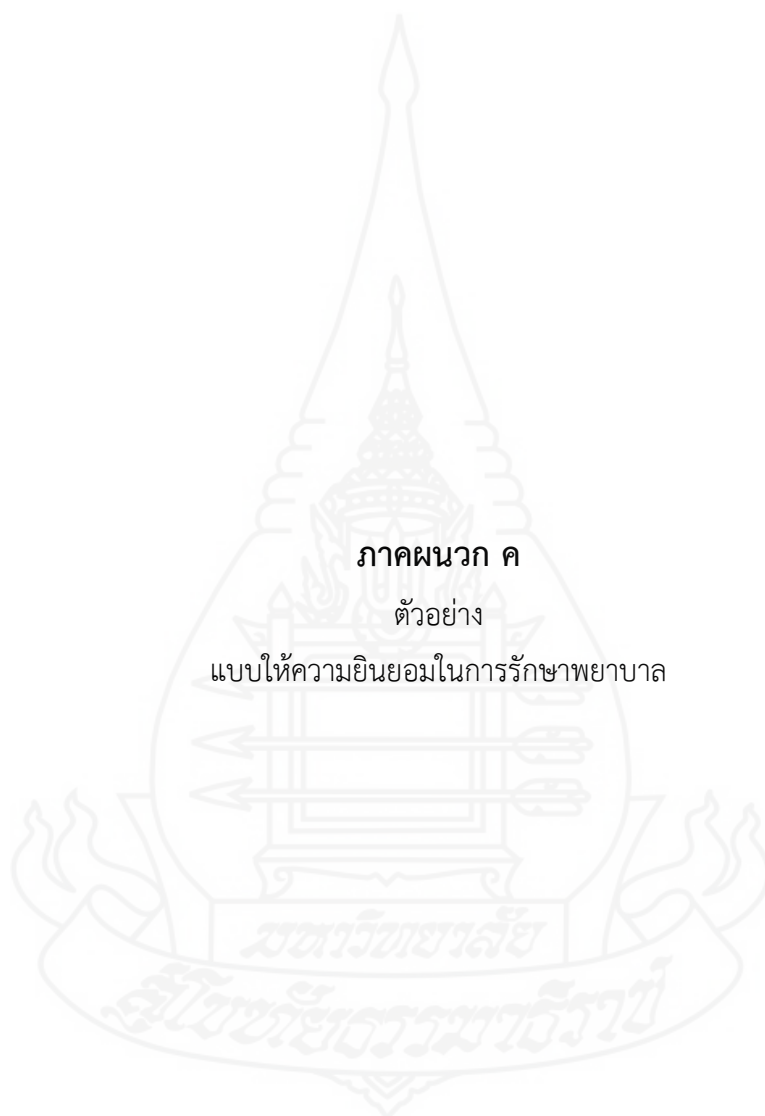 ภาคผนวก ค
ตัวอย่าง
แบบให้ความยินยอมในการรักษาพยาบาล
มหาวิทยาลัย
สุโขทัยธรรมาธิราช